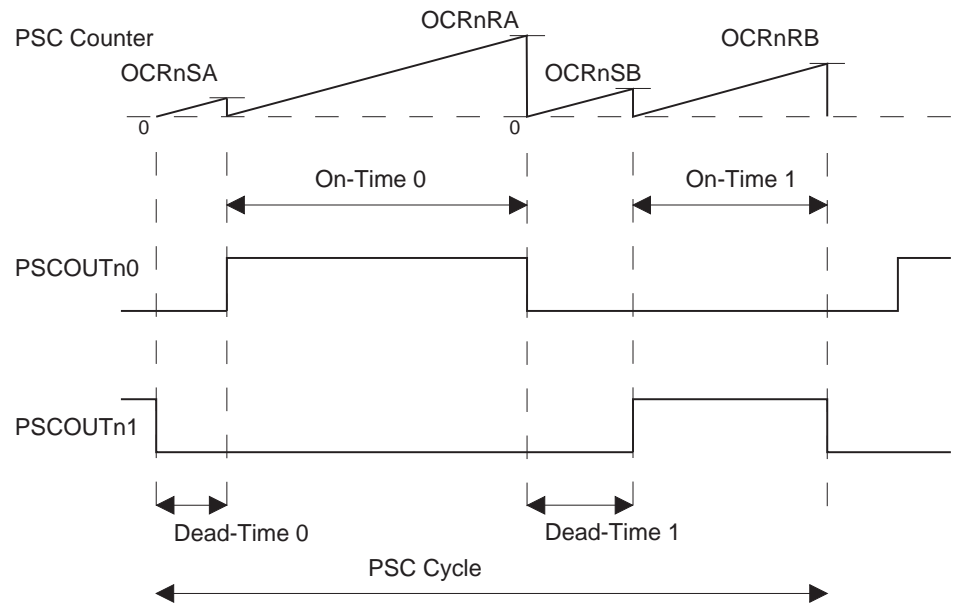 OCRnRA
PSC Counter
OCRnRB
OCRnSA
OCRnSB
0
0
On-Time 0
On-Time 1
PSCOUTn0
PSCOUTn1
Dead-Time 0
Dead-Time 1
PSC Cycle